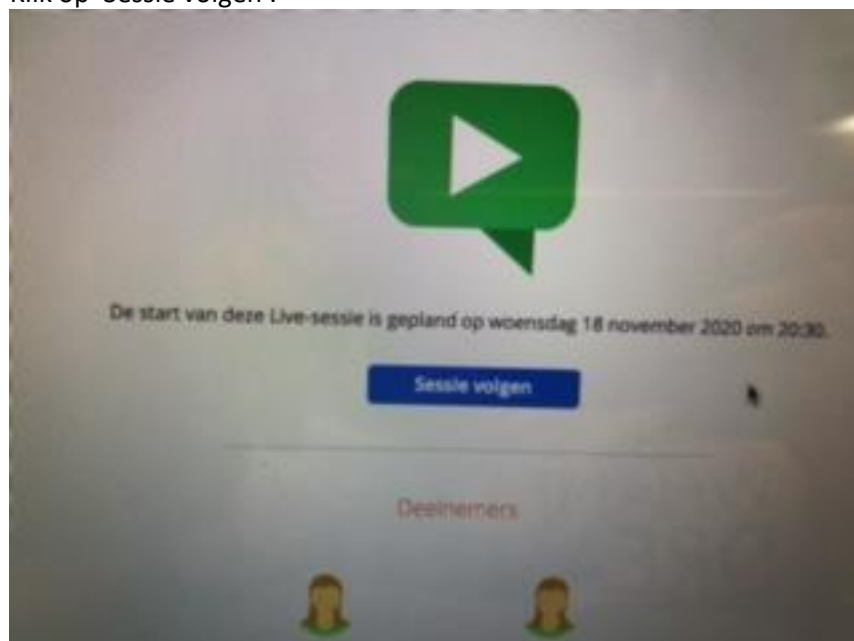 Klik op 'Sessie volgen'.
De start van deze Live-sessie is gepland op woensdag 18 november 2020 om 20:30.
Sessie volgen
Deelnemers